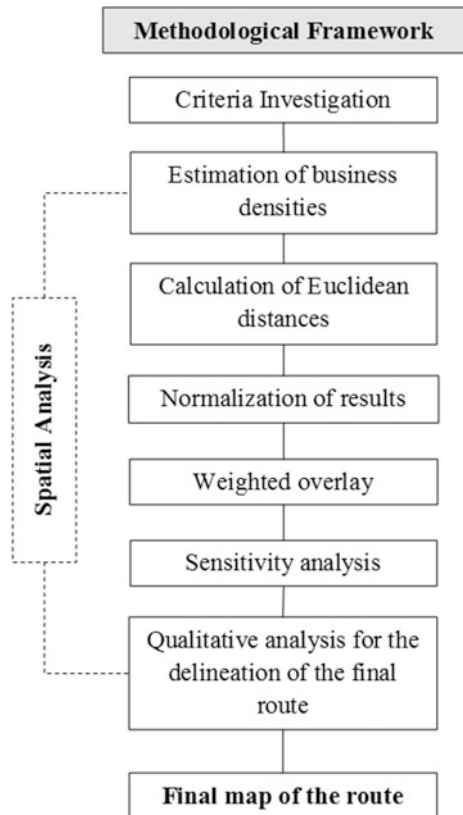 Methodological Framework
Criteria Investigation
Estimation of business
densities
Calculation of Euclidean
distances
Normalization of results
Weighted overlay
Sensitivity analysis
Qualitative analysis for the
delineation of the final
route
Final map of the route
Spatial Analysis